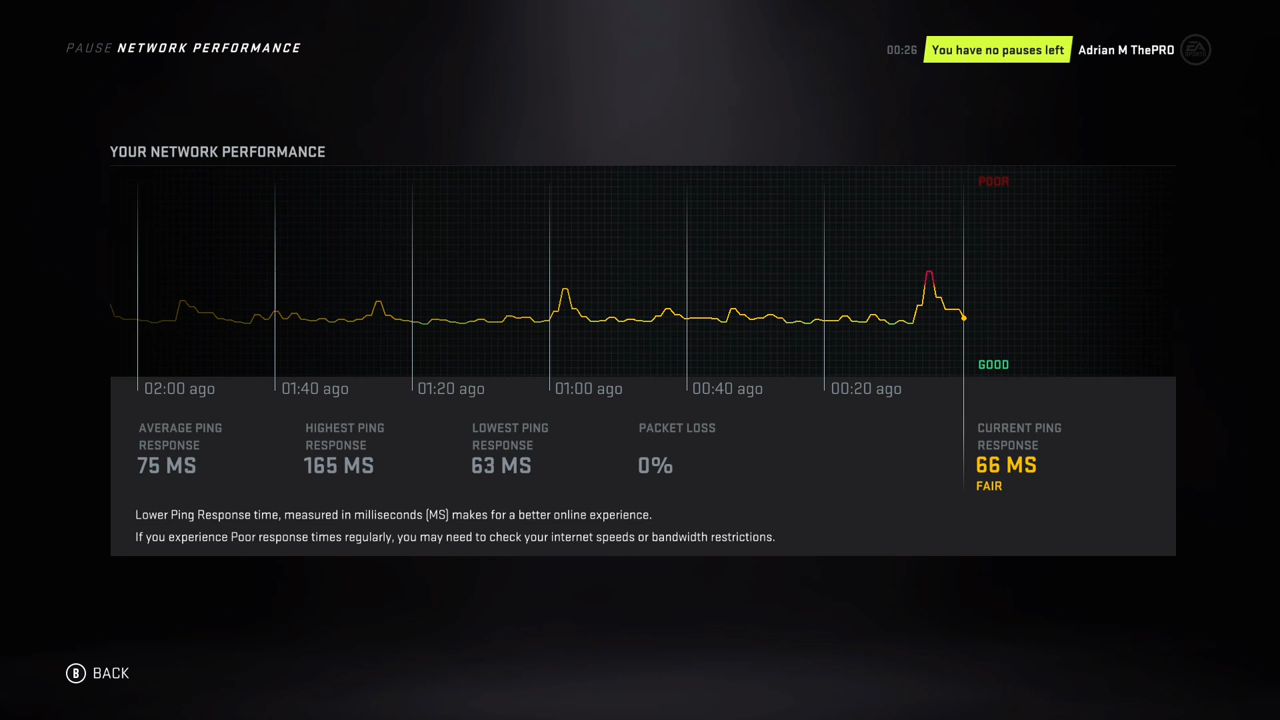 PAUSE NETWORK PERFORMANCE
00:26 You have no pauses left Adrian M ThePRO EA SPORTS
YOUR NETWORK PERFORMANCE
POOR
GOOD
02:00 ago 01:40 ago 01:20 ago 01:00 ago 00:40 ago 00:20 ago
AVERAGE PING HIGHEST PING LOWEST PING PACKET LOSS CURRENT PING
RESPONSE RESPONSE RESPONSE RESPONSE
75 MS 165 MS 63 MS 0% 66 MS
FAIR
Lower Ping Response time, measured in milliseconds (MS) makes for a better online experience.
If you experience Poor response times regularly, you may need to check your internet speeds or bandwidth restrictions.
B BACK